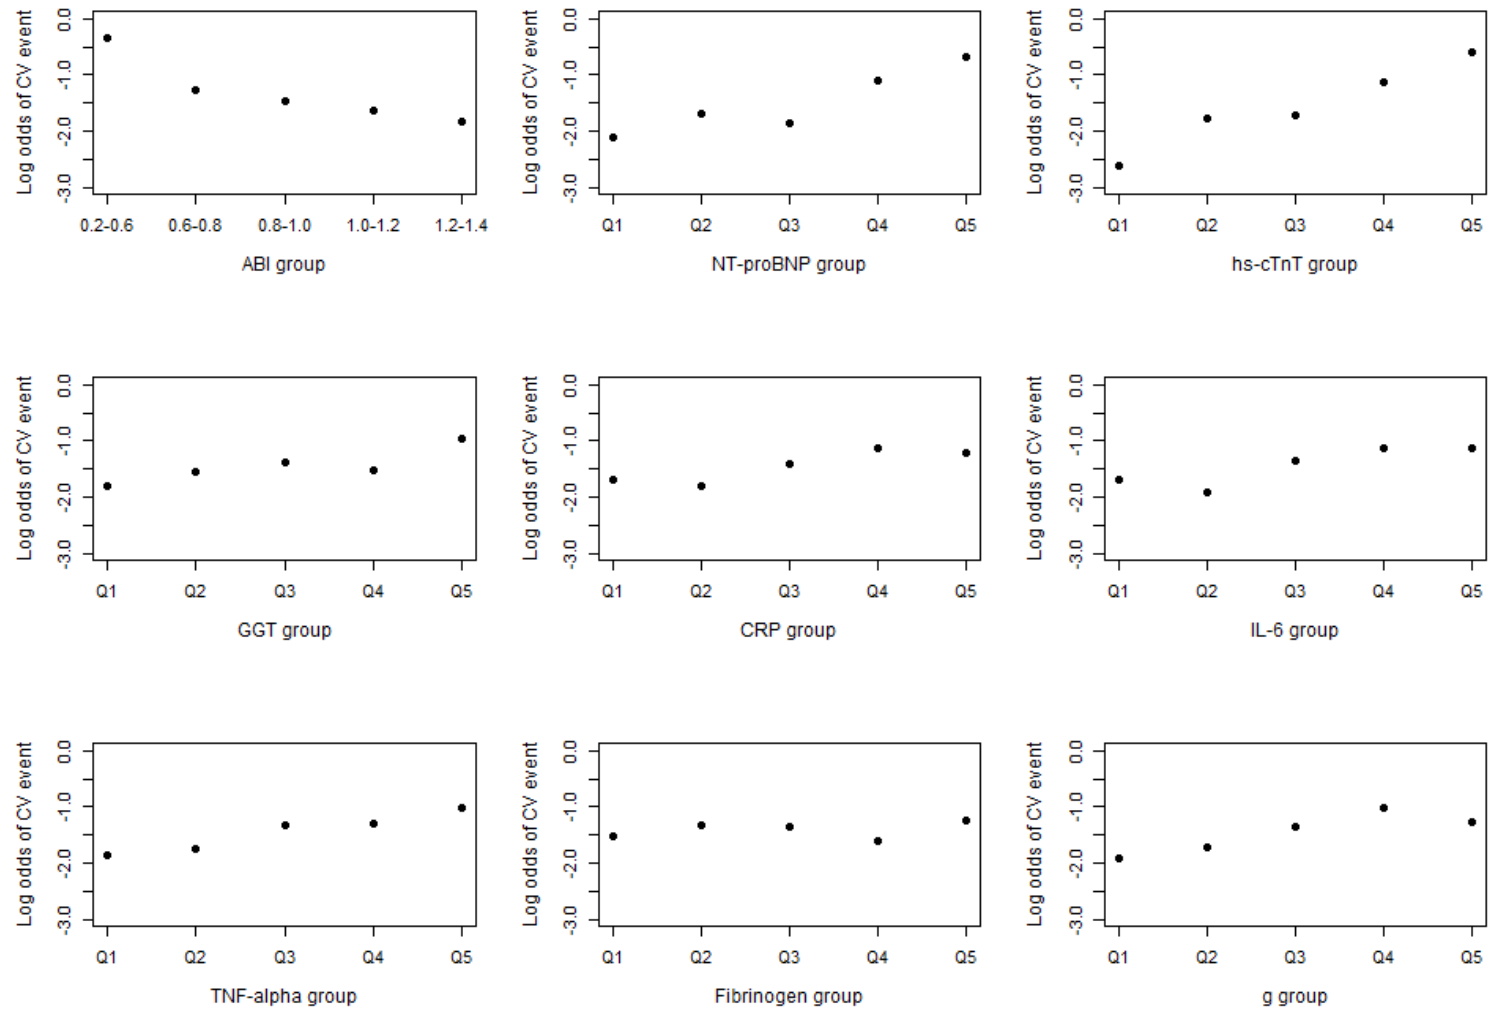 Log odds of CV event
0.0
-1.0
-2.0
-3.0
0.2-0.6 0.6-0.8 0.8-1.0 1.0-1.2 1.2-1.4
ABI group
Log odds of CV event
0.0
-1.0
-2.0
-3.0
Q1 Q2 Q3 Q4 Q5
NT-proBNP group
Log odds of CV event
0.0
-1.0
-2.0
-3.0
Q1 Q2 Q3 Q4 Q5
hs-cTnT group
Log odds of CV event
0.0
-1.0
-2.0
-3.0
Q1 Q2 Q3 Q4 Q5
GGT group
Log odds of CV event
0.0
-1.0
-2.0
-3.0
Q1 Q2 Q3 Q4 Q5
CRP group
Log odds of CV event
0.0
-1.0
-2.0
-3.0
Q1 Q2 Q3 Q4 Q5
IL-6 group
Log odds of CV event
0.0
-1.0
-2.0
-3.0
Q1 Q2 Q3 Q4 Q5
TNF-alpha group
Log odds of CV event
0.0
-1.0
-2.0
-3.0
Q1 Q2 Q3 Q4 Q5
Fibrinogen group
Log odds of CV event
0.0
-1.0
-2.0
-3.0
Q1 Q2 Q3 Q4 Q5
g group